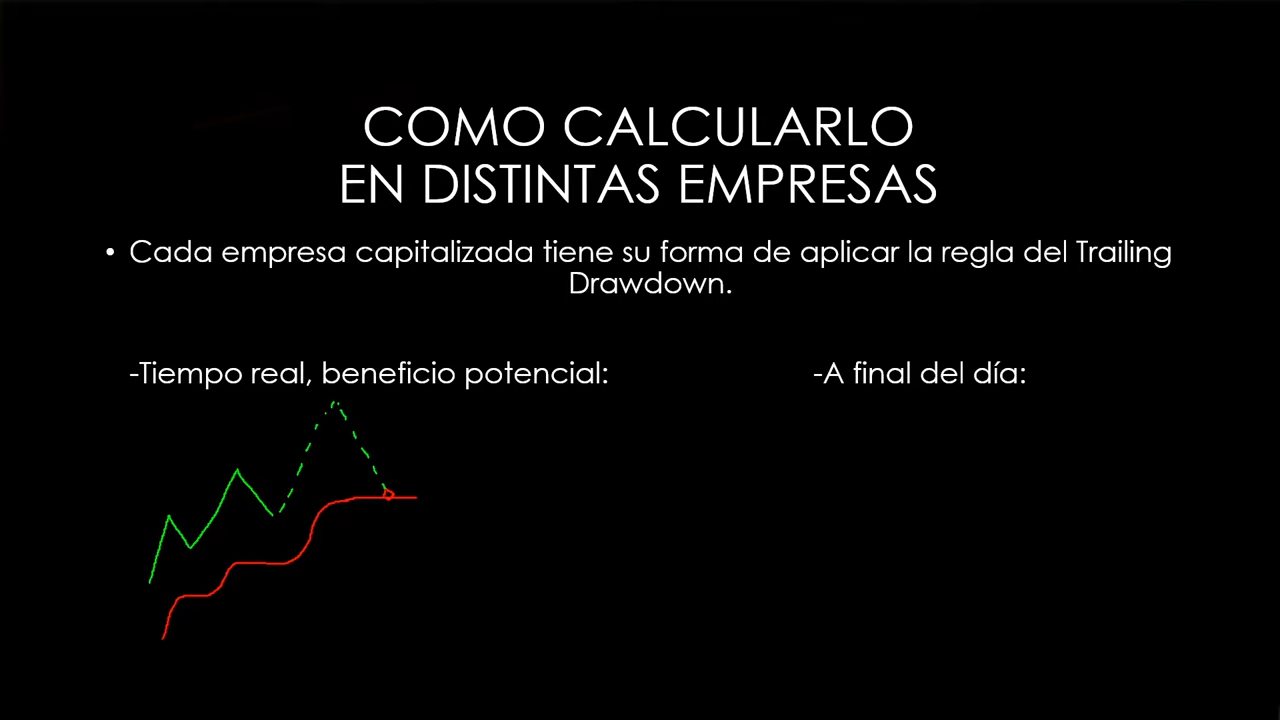 COMO CALCULARLO
EN DISTINTAS EMPRESAS
• Cada empresa capitalizada tiene su forma de aplicar la regla del Trailing
Drawdown.
-Tiempo real, beneficio potencial:
-A final del día: